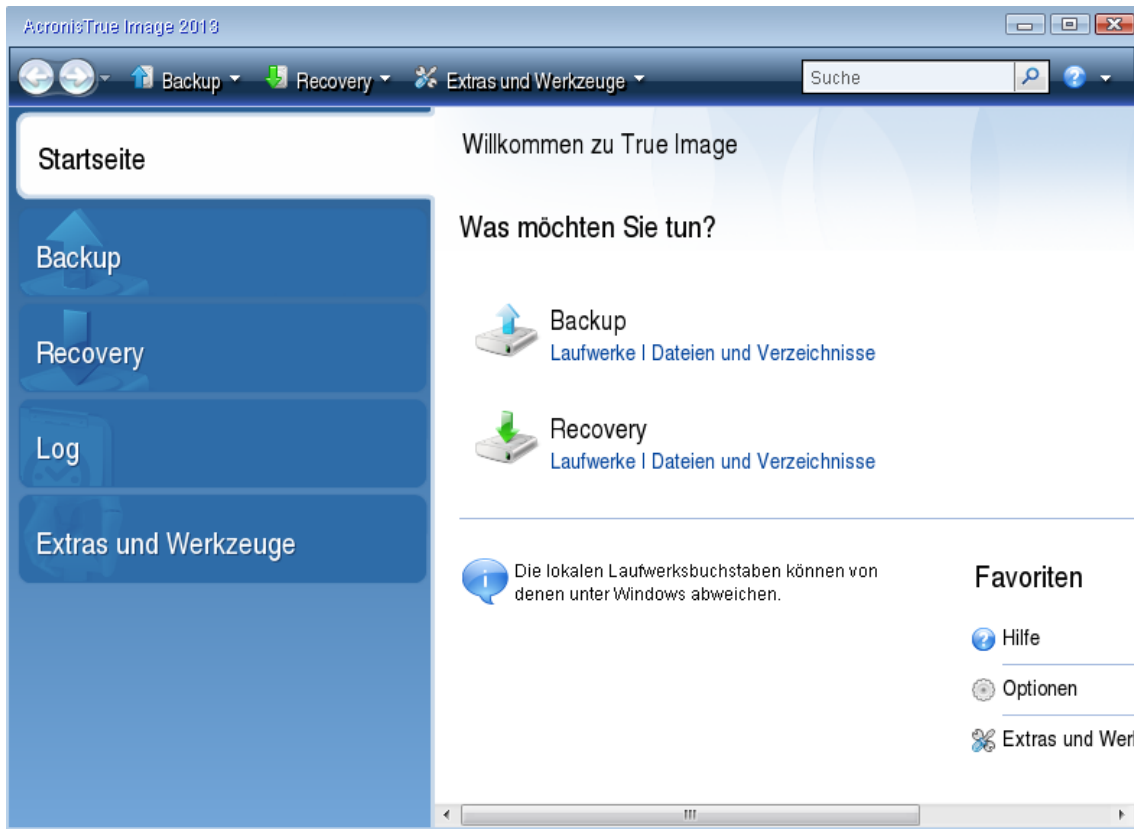 AcronisTrue Image 2013
Backup Recovery Extras und Werkzeuge Suche
Startseite
Backup
Recovery
Log
Extras und Werkzeuge
Willkommen zu True Image
Was möchten Sie tun?
Backup
Laufwerke | Dateien und Verzeichnisse
Recovery
Laufwerke | Dateien und Verzeichnisse
Die lokalen Laufwerksbuchstaben können von
denen unter Windows abweichen.
Favoriten
Hilfe
Optionen
Extras und Wer